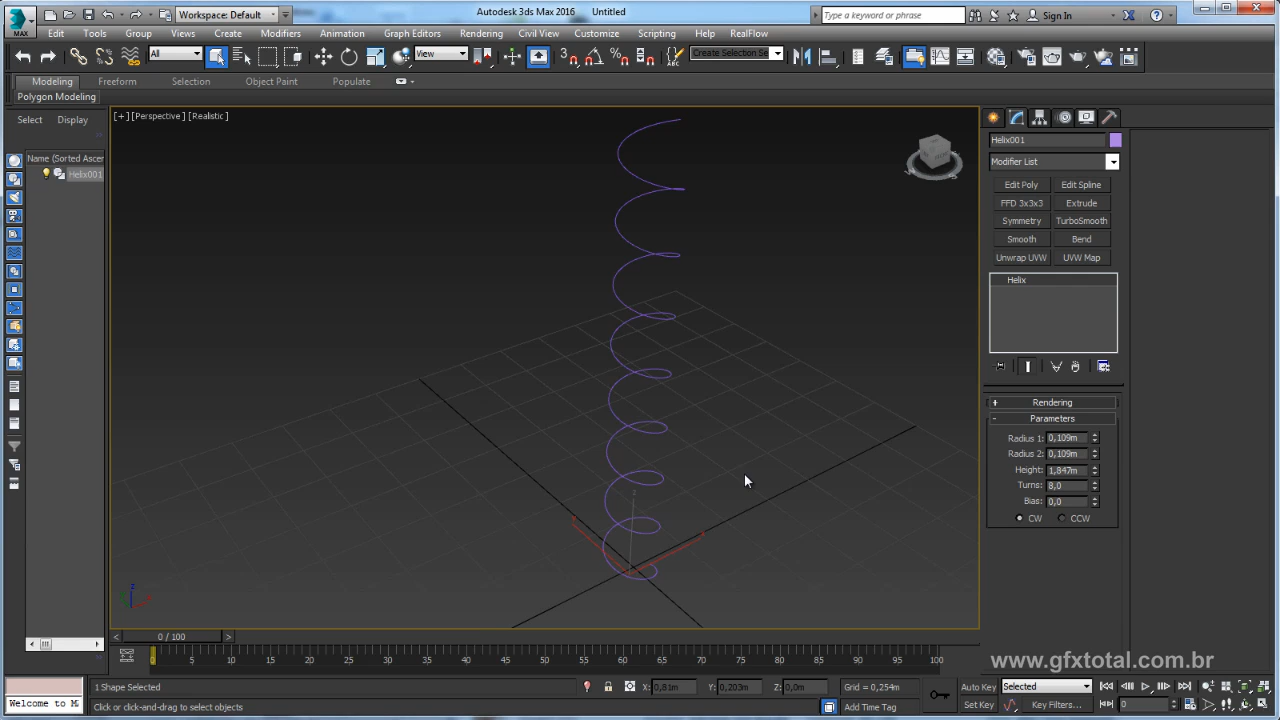 MAX
Workspace: Default
Autodesk 3ds Max 2016 Untitled
Type a keyword or phrase
Sign In
Edit Tools Group Views Create Modifiers Animation Graph Editors Rendering Civil View Customize Scripting Help RealFlow
All
View
3
Create Selection Se
Modeling Freeform Selection Object Paint Populate
Polygon Modeling
Select Display
[+] [Perspective] [Realistic]
Name (Sorted Ascer
Helix001
Helix001
Modifier List
Edit Poly Edit Spline
FFD 3x3x3 Extrude
Symmetry TurboSmooth
Smooth Bend
Unwrap UVW UVW Map
Helix
+ Rendering
- Parameters
Radius 1: 0,109m
Radius 2: 0,109m
Height: 1,847m
Turns: 8,0
Bias: 0,0
CW CCW
< 0 / 100 >
0 5 10 15 20 25 30 35 40 45 50 55 60 65 70 75 80 85 90 95 100
www.gfxtotal.com.br
1 Shape Selected
X: 0,81m Y: 0,203m Z: 0,0m Grid = 0,254m
Auto Key Selected
Welcome to M
Click or click-and-drag to select objects
Add Time Tag
Set Key Key Filters...
0